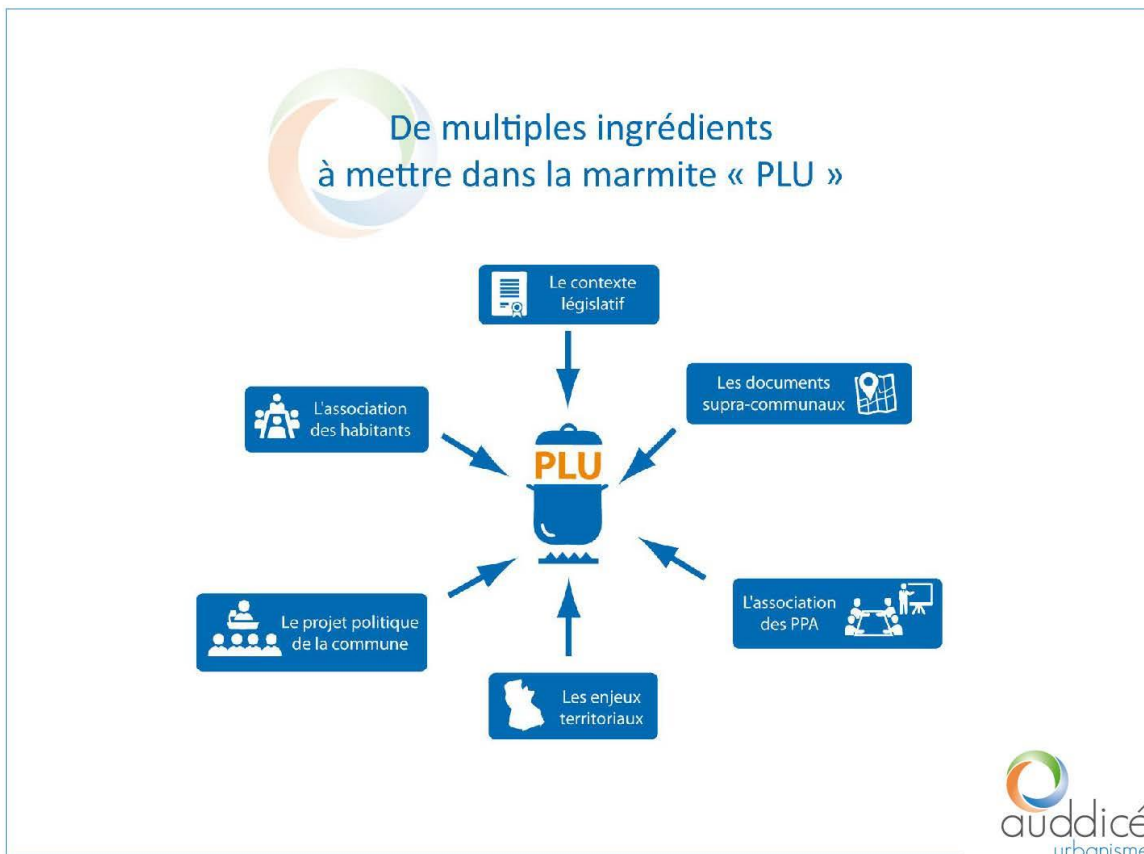 De multiples ingrédients
à mettre dans la marmite « PLU »
Le contexte
législatif
L'association
des habitants
Les documents
supra-communaux
PLU
Le projet politique
de la commune
L'association
des PPA
Les enjeux
territoriaux
auddicé
urbanisme